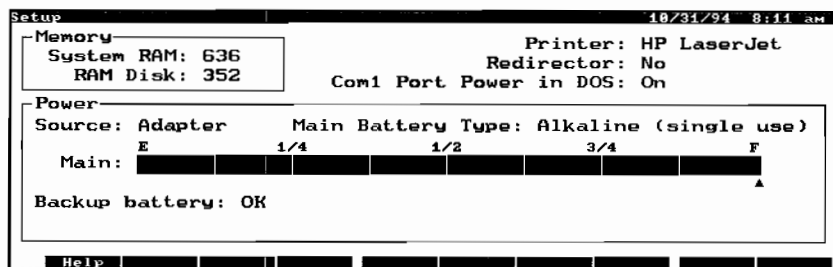 Setup 10/31/94 8:11 am
Memory
System RAM: 636
RAM Disk: 352
Printer: HP LaserJet
Redirector: No
Com1 Port Power in DOS: On
Power
Source: Adapter Main Battery Type: Alkaline (single use)
E 1/4 1/2 3/4 F
Main:
Backup battery: OK
Help